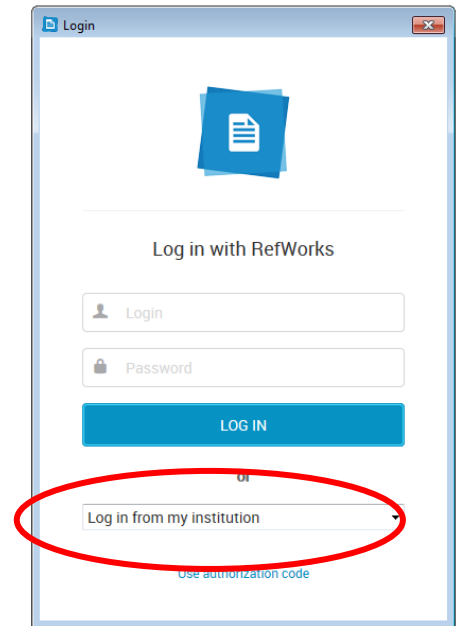 Login
Log in with RefWorks
Login
Password
LOG IN
or
Log in from my institution
Use authorization code